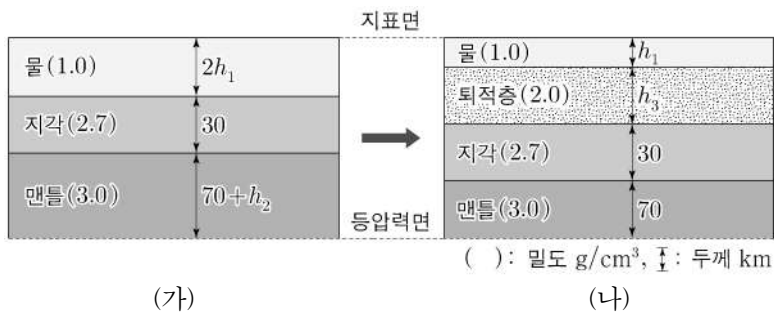 지표면
물(1.0)
2h₁
지각(2.7)
30
맨틀(3.0)
70+h₂
물(1.0)
h₁
퇴적층(2.0)
h₃
지각(2.7)
30
맨틀(3.0)
70
등압력면
( ): 밀도 g/cm³, ↕: 두께 km
(가)
(나)